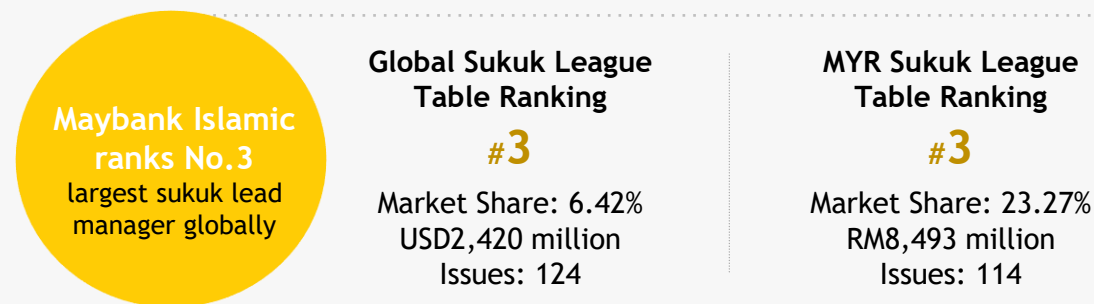 Maybank Islamic
ranks No.3
largest sukuk lead
manager globally
Global Sukuk League
Table Ranking
#3
Market Share: 6.42%
USD2,420 million
Issues: 124
MYR Sukuk League
Table Ranking
#3
Market Share: 23.27%
RM8,493 million
Issues: 114